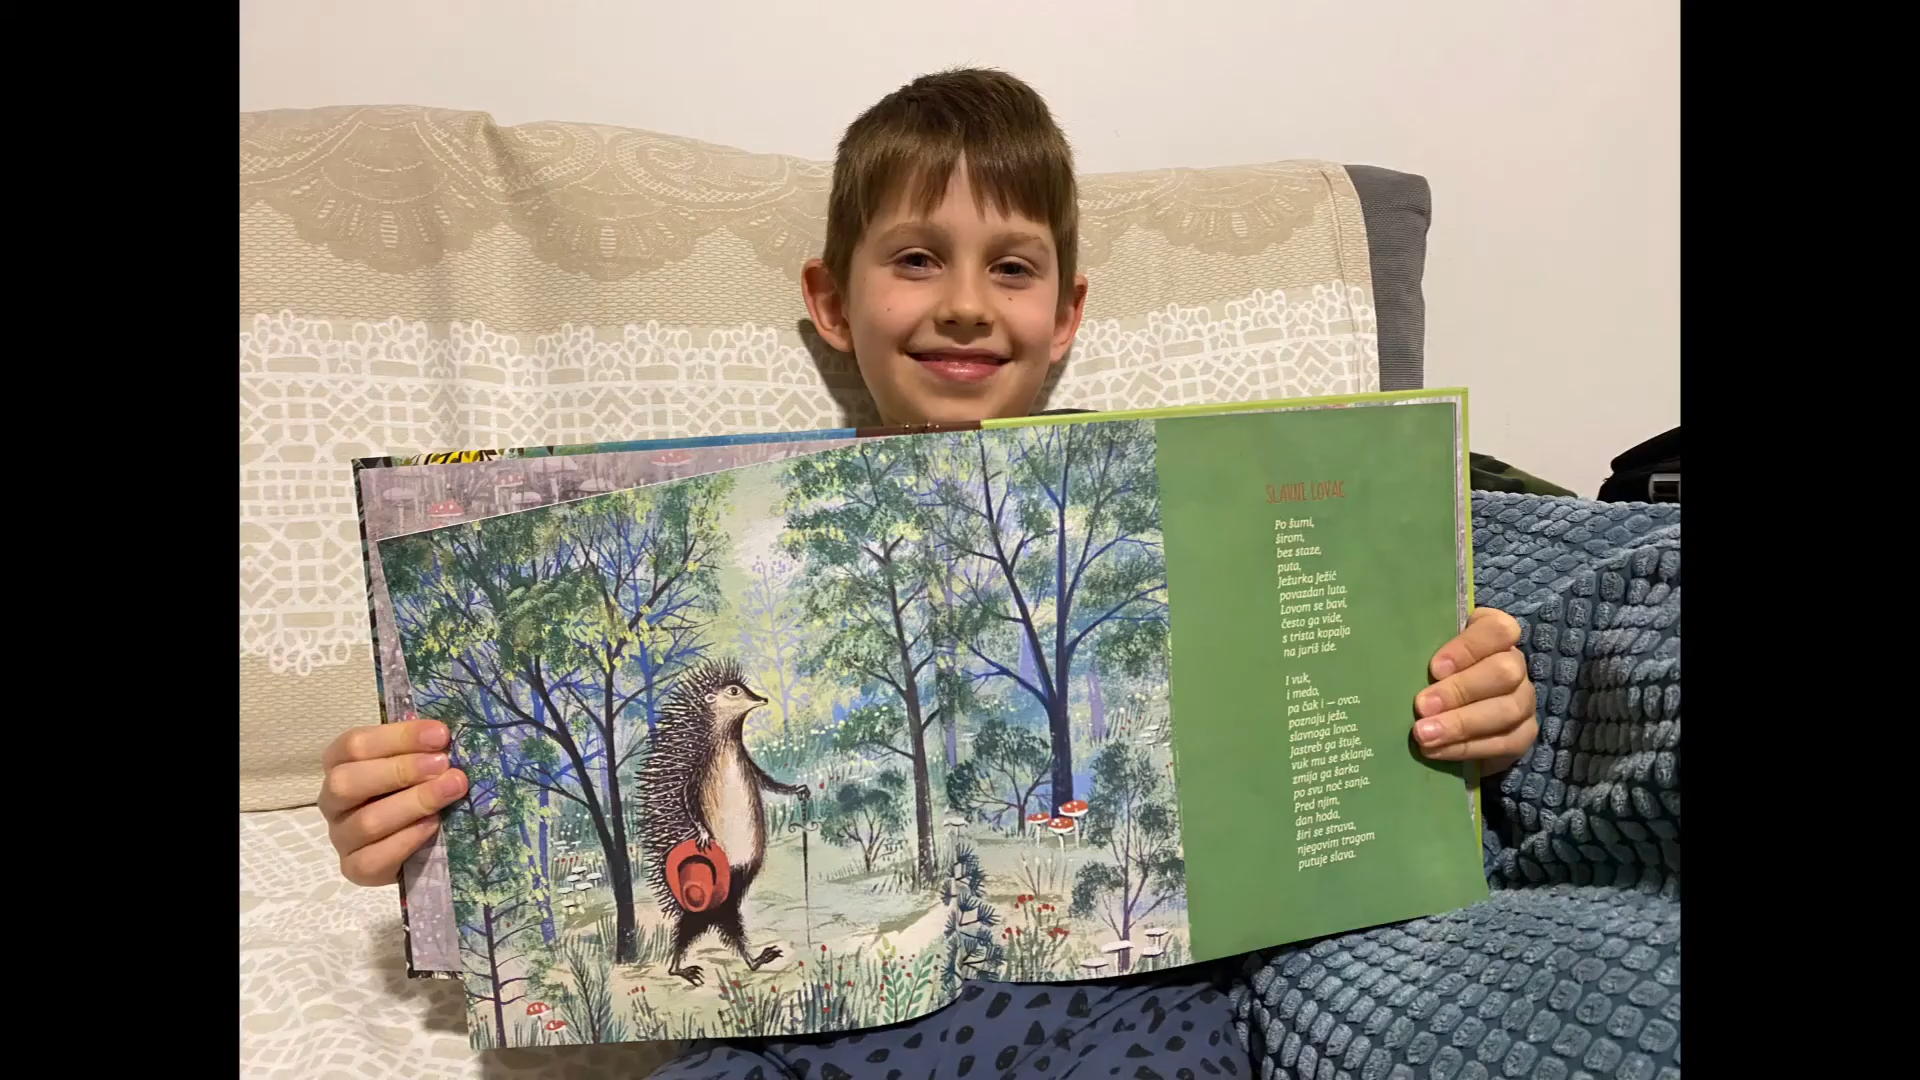 SLAVNI LOVAC
Po šumi,
širom,
bez staze,
puta,
Ježurka Ježić
povazdan luta.
Lovom se bavi,
često ga vide,
s trista kopalja
na juriš ide.
I vuk,
i medo,
pa čak i — ovca,
poznaju ježa,
slavnoga lovca.
Jastreb ga štuje,
vuk mu se sklanja,
zmija ga šarka
po svu noć sanja.
Pred njim,
dan hoda,
širi se strava,
njegovim tragom
putuje slava.